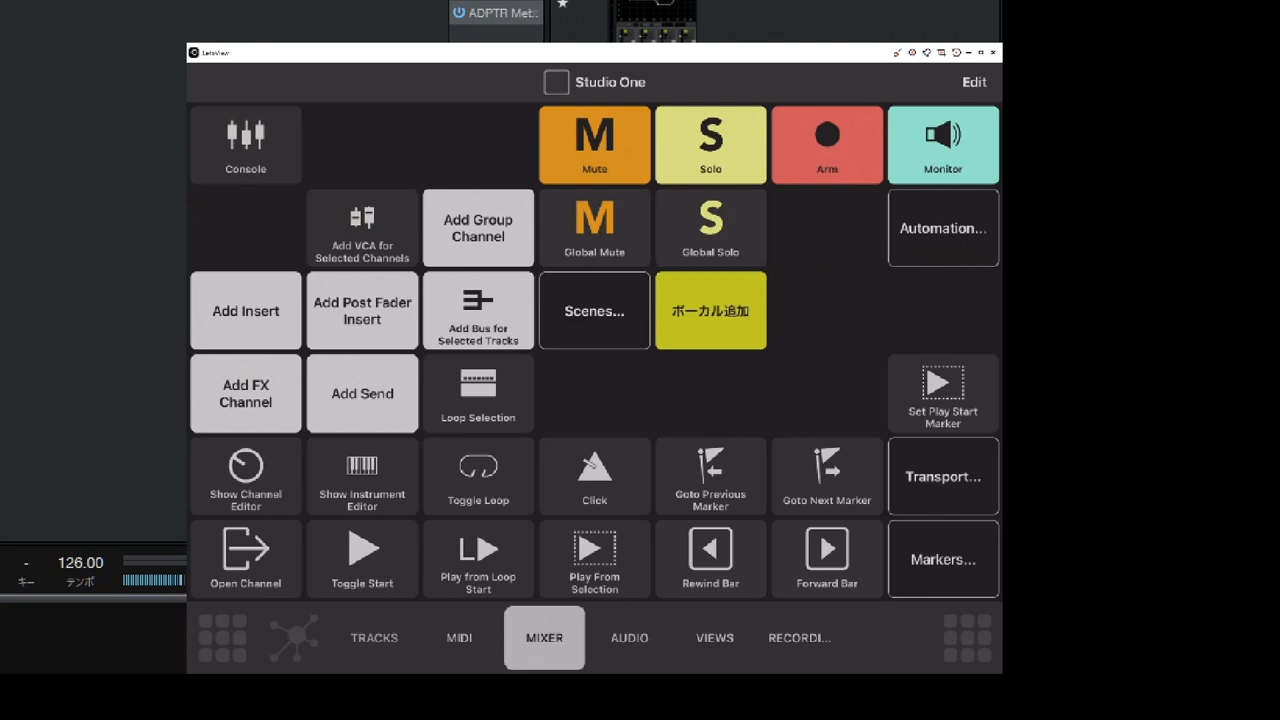 ADPTR Met..
LetsView
Studio One
Edit
Console
M
Mute
S
Solo
Arm
Monitor
Add VCA for
Selected Channels
Add Group
Channel
M
Global Mute
S
Global Solo
Automation...
Add Insert
Add Post Fader
Insert
Add Bus for
Selected Tracks
Scenes...
ボーカル追加
Add FX
Channel
Add Send
Loop Selection
Set Play Start
Marker
Show Channel
Editor
Show Instrument
Editor
Toggle Loop
Click
Goto Previous
Marker
Goto Next Marker
Transport...
Open Channel
Toggle Start
L
Play from Loop
Start
Play From
Selection
Rewind Bar
Forward Bar
Markers...
-
126.00
キー
テンポ
TRACKS
MIDI
MIXER
AUDIO
VIEWS
RECORDI...